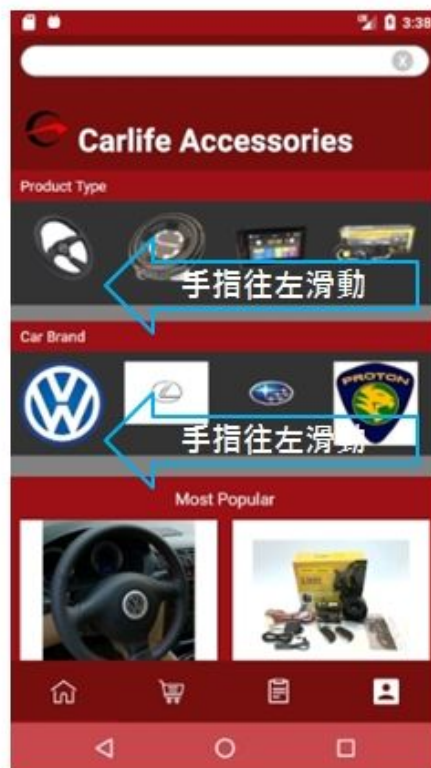 3:38
Carlife Accessories
Product Type
手指往左滑動
Car Brand
PROTON
手指往左滑
Most Popular